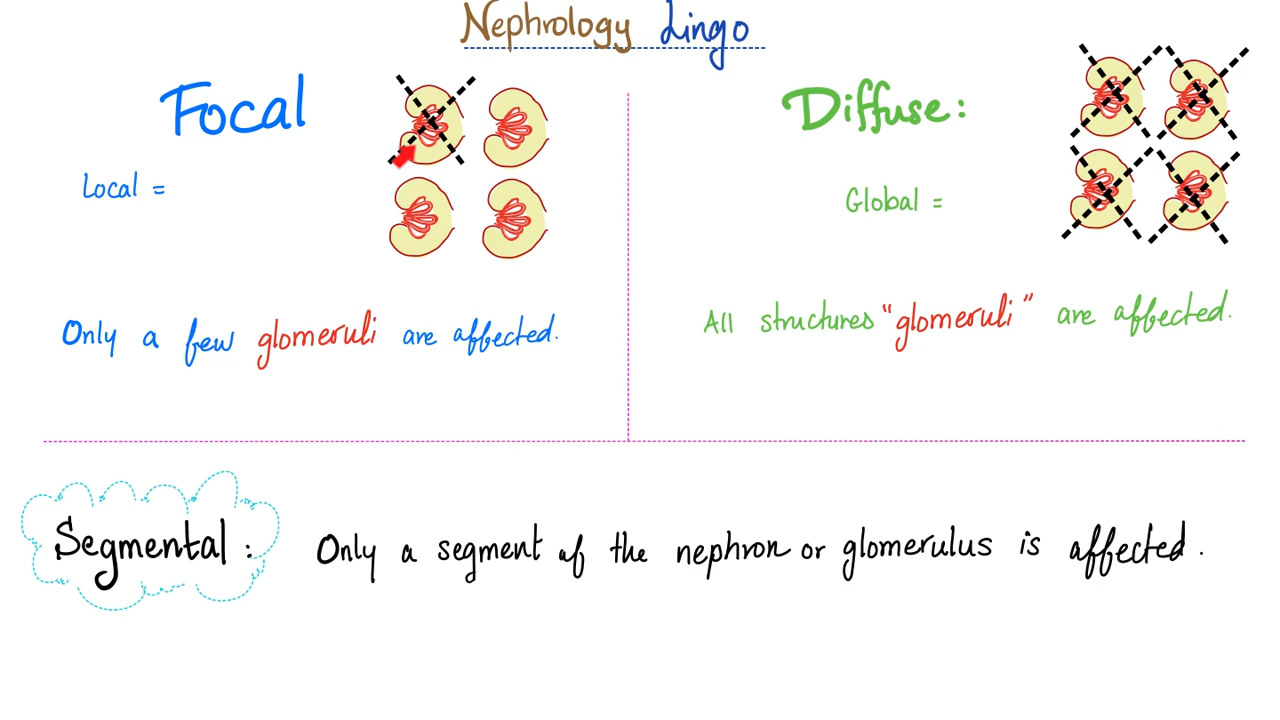 Nephrology Lingo
Focal
Local =
Only a few glomeruli are affected.
Diffuse:
Global =
All structures "glomeruli" are affected.
Segmental: Only a segment of the nephron or glomerulus is affected.